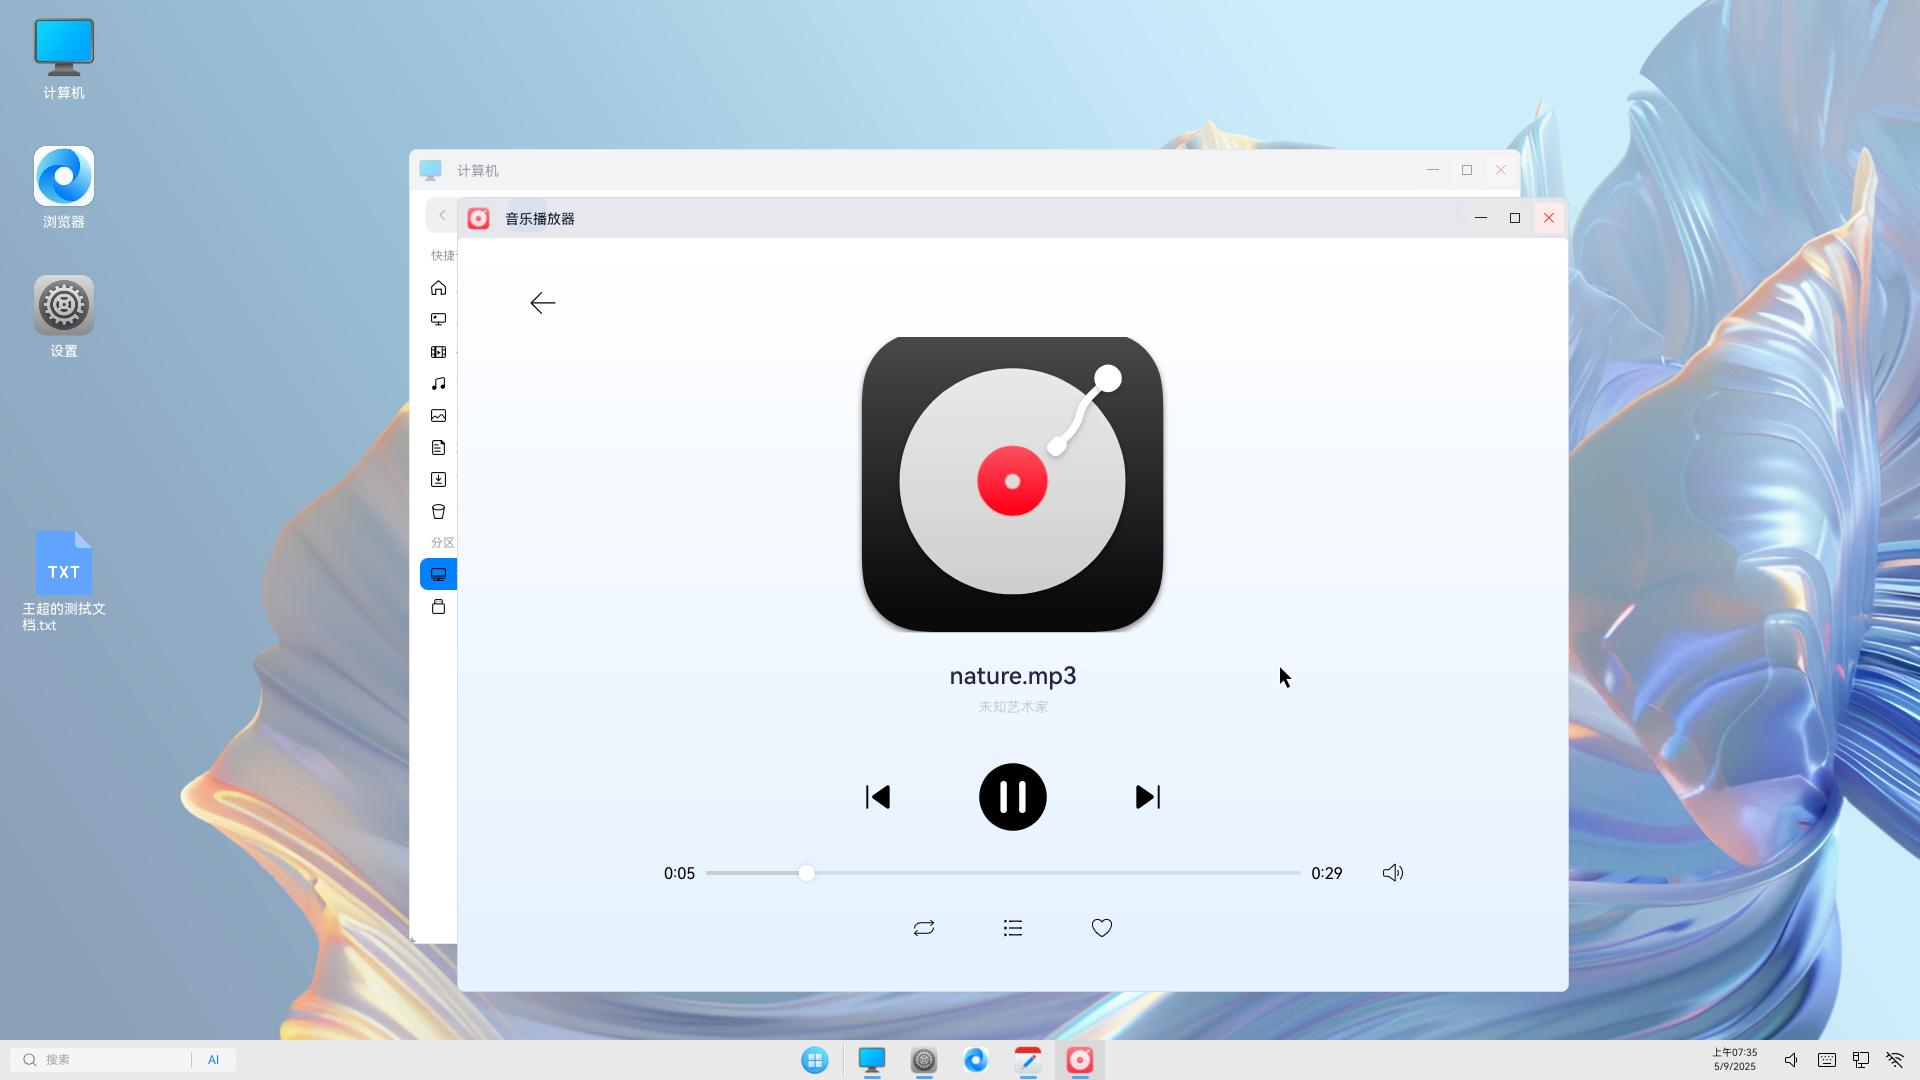 计算机
浏览器
设置
TXT
王超的测拭文
档.txt
计算机
音乐播放器
快捷
分区
nature.mp3
未知艺术家
0:05
0:29
搜索
AI
上午07:35
5/9/2025